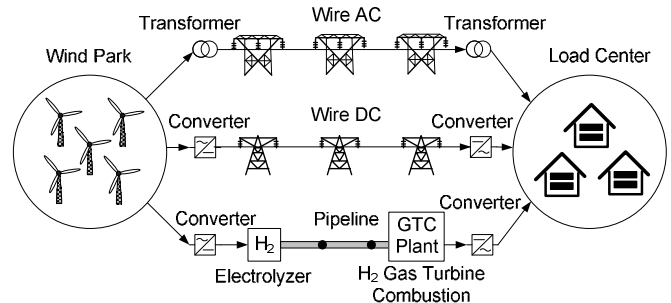 Transformer
Wire AC
Transformer
Wind Park
Load Center
Converter
Wire DC
Converter
Converter
Pipeline
Converter
H2
GTC
Plant
Electrolyzer
H2 Gas Turbine
Combustion